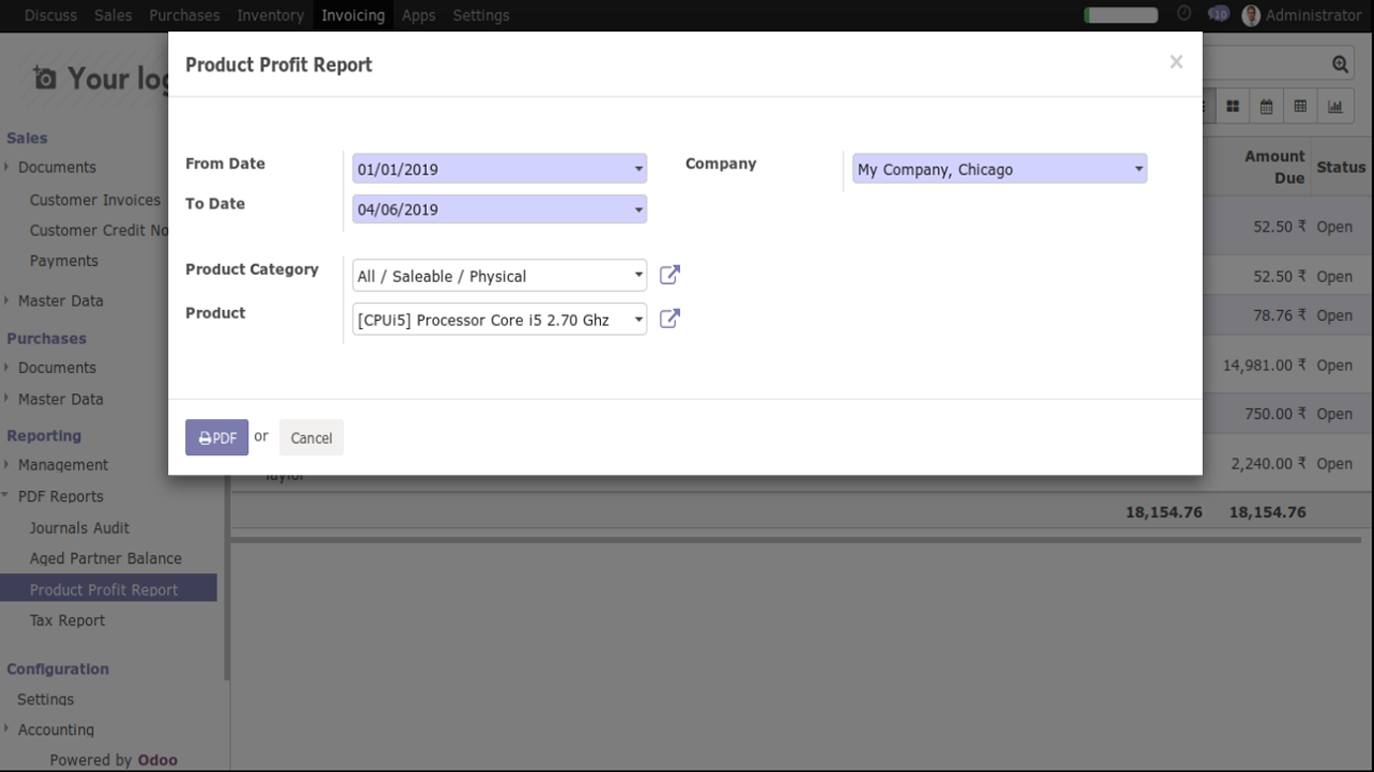 Discuss Sales Purchases Inventory Invoicing Apps Settings 10 Administrator
Your log
Product Profit Report ×
From Date 01/01/2019 Company My Company, Chicago
To Date 04/06/2019
Product Category All / Saleable / Physical
Product [CPUi5] Processor Core i5 2.70 Ghz
PDF or Cancel
Sales
Documents
Customer Invoices
Customer Credit No
Payments
Master Data
Purchases
Documents
Master Data
Reporting
Management
PDF Reports
Journals Audit
Aged Partner Balance
Product Profit Report
Tax Report
Configuration
Settings
Accounting
Powered by Odoo
Amount
Due Status
52.50 ₹ Open
52.50 ₹ Open
78.76 ₹ Open
14,981.00 ₹ Open
750.00 ₹ Open
2,240.00 ₹ Open
Taylor
18,154.76 18,154.76